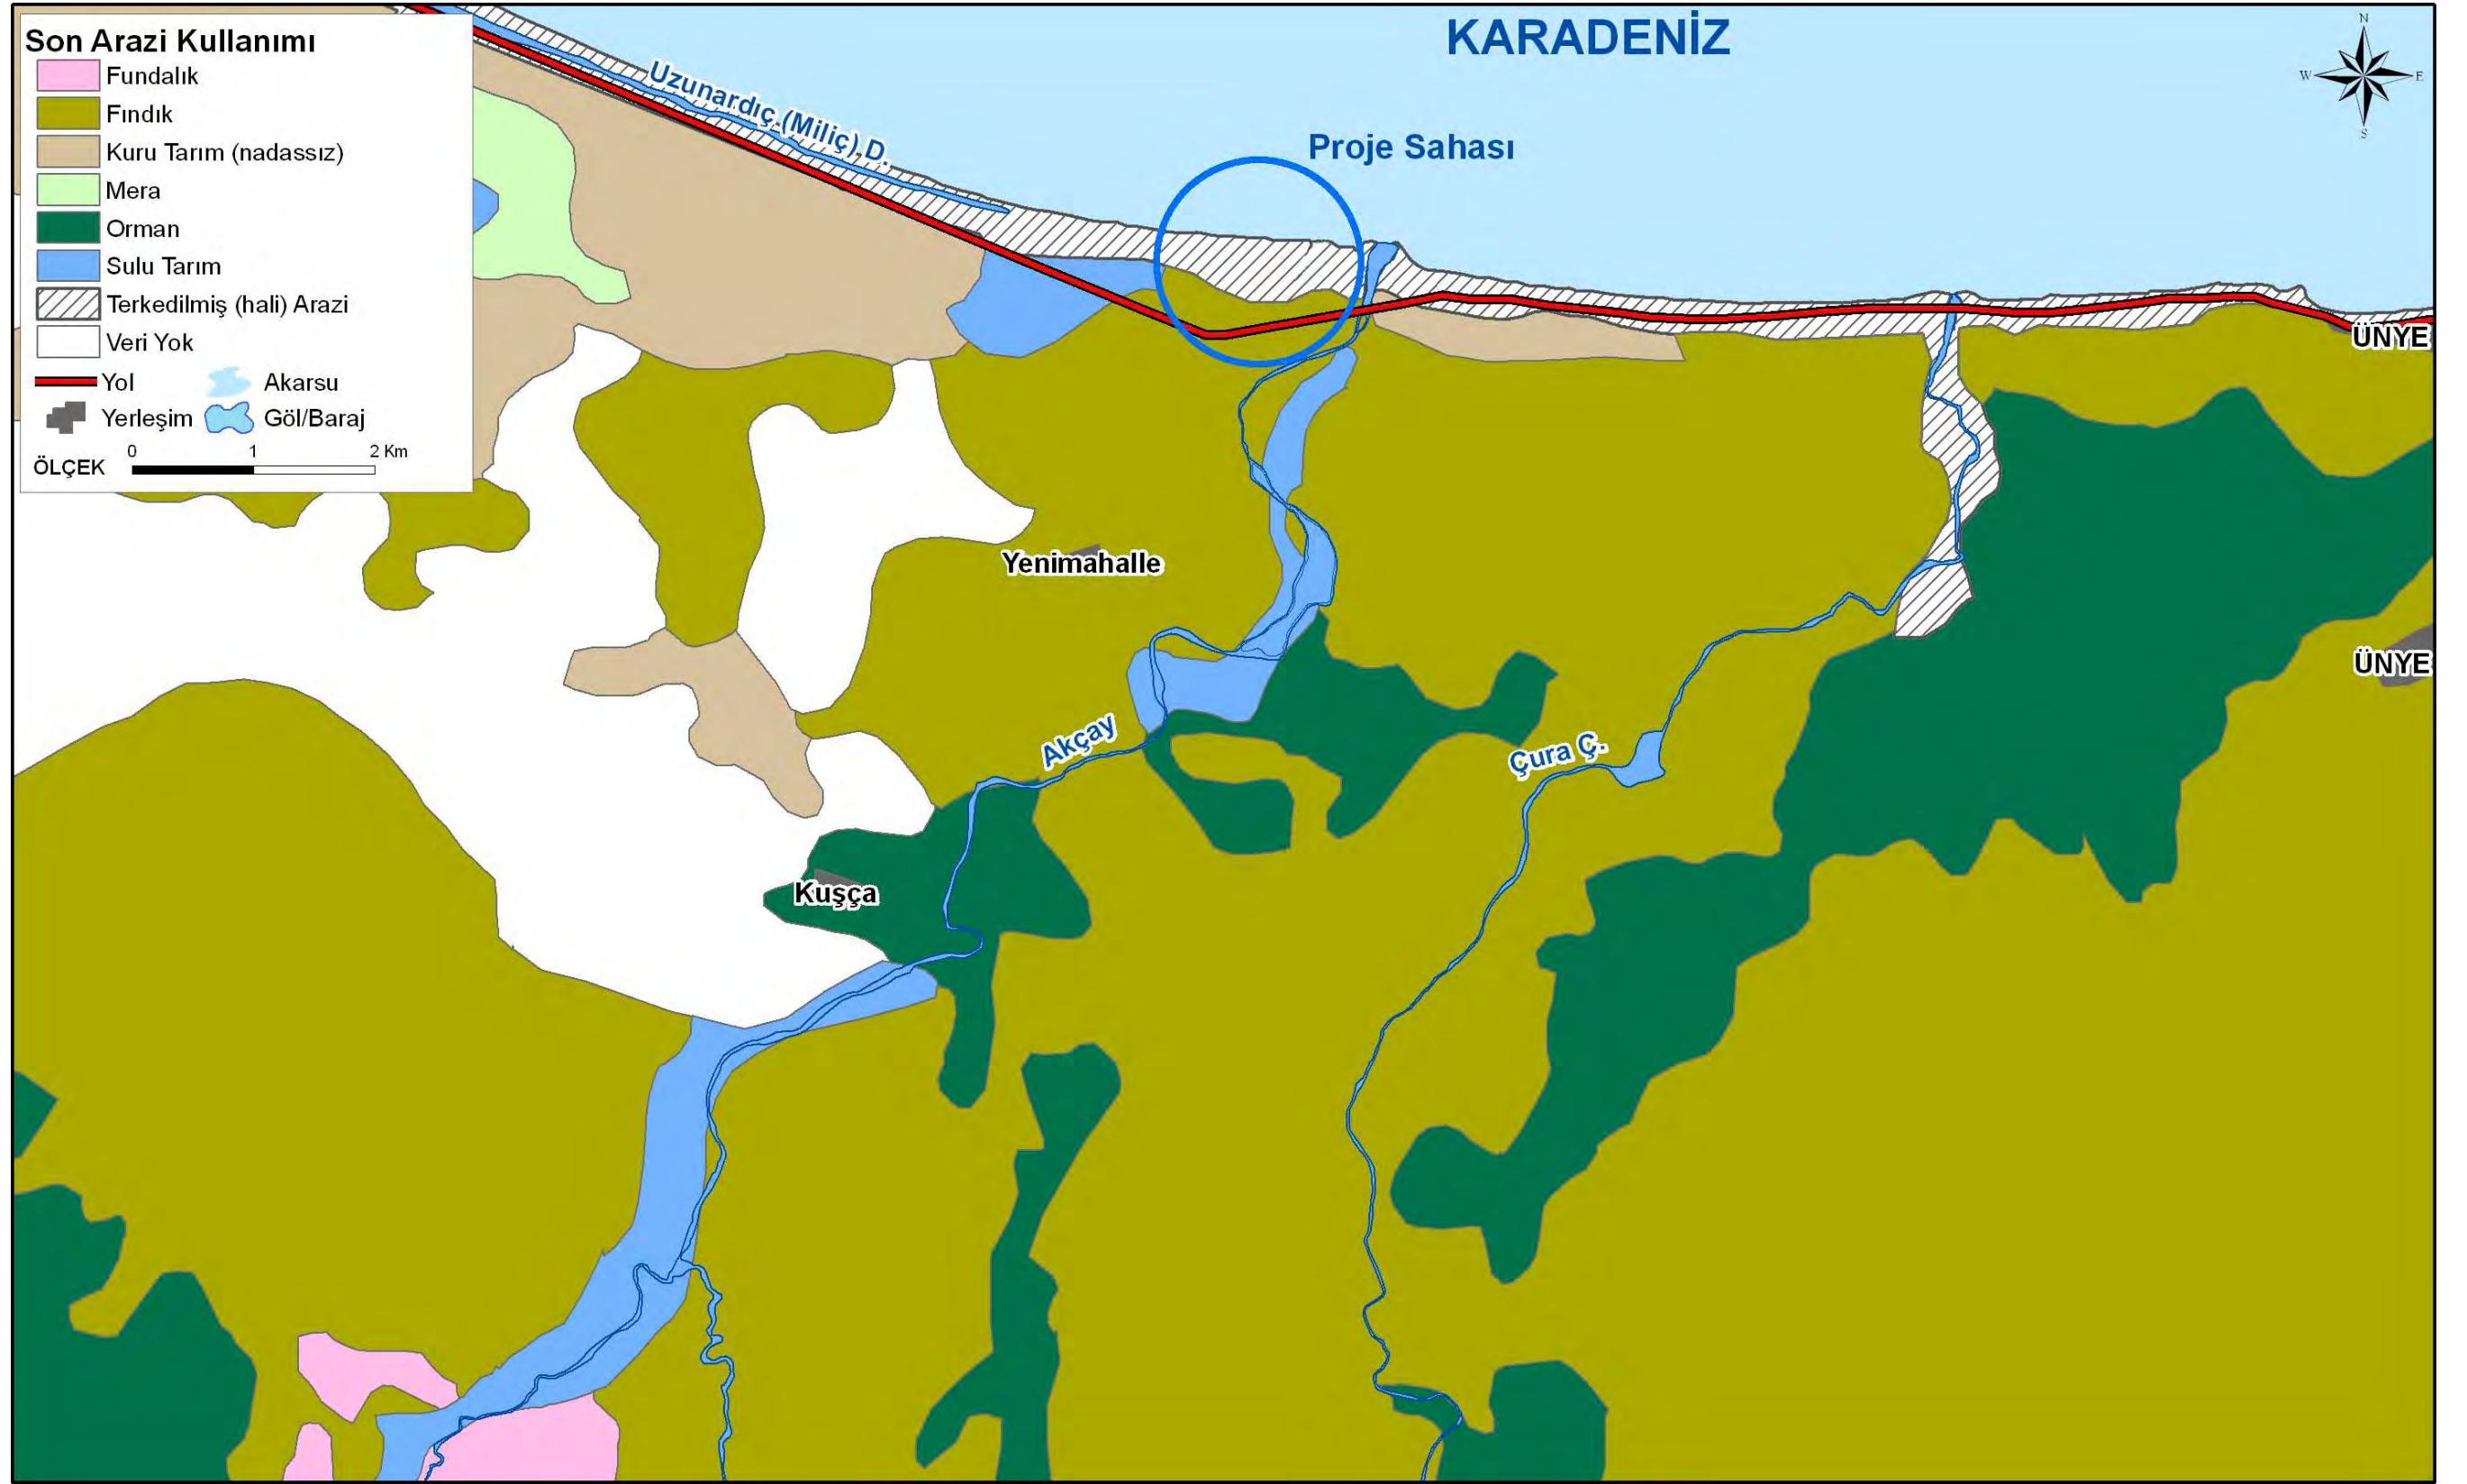 Son Arazi Kullanımı
Fundalık
Fındık
Kuru Tarım (nadassız)
Mera
Orman
Sulu Tarım
Terkedilmiş (hali) Arazi
Veri Yok
Yol
Akarsu
Yerleşim
Göl/Baraj
ÖLÇEK
0 1 2 Km
KARADENİZ
N
W E
S
Uzunardıç (Miliç) D.
Proje Sahası
ÜNYE
Yenimahalle
ÜNYE
Akçay
Çura Ç.
Kuşça